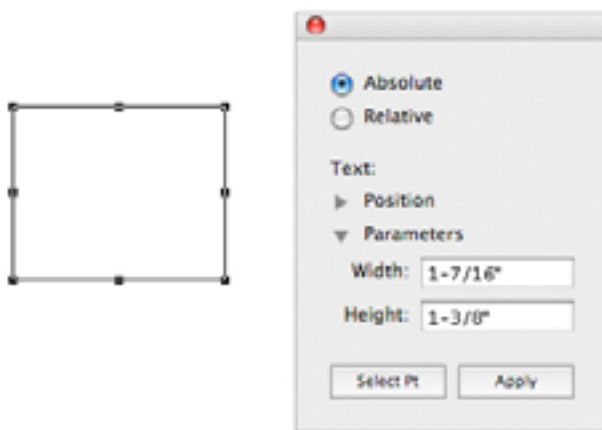 Absolute
Relative
Text:
Position
Parameters
Width: 1-7/16"
Height: 1-3/8"
Select Pt Apply